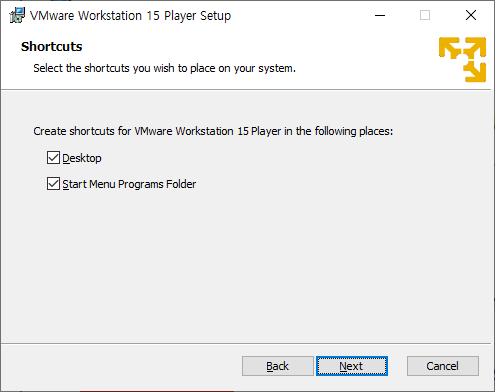 VMware Workstation 15 Player Setup
Shortcuts
Select the shortcuts you wish to place on your system.
Create shortcuts for VMware Workstation 15 Player in the following places:
Desktop
Start Menu Programs Folder
Back Next Cancel